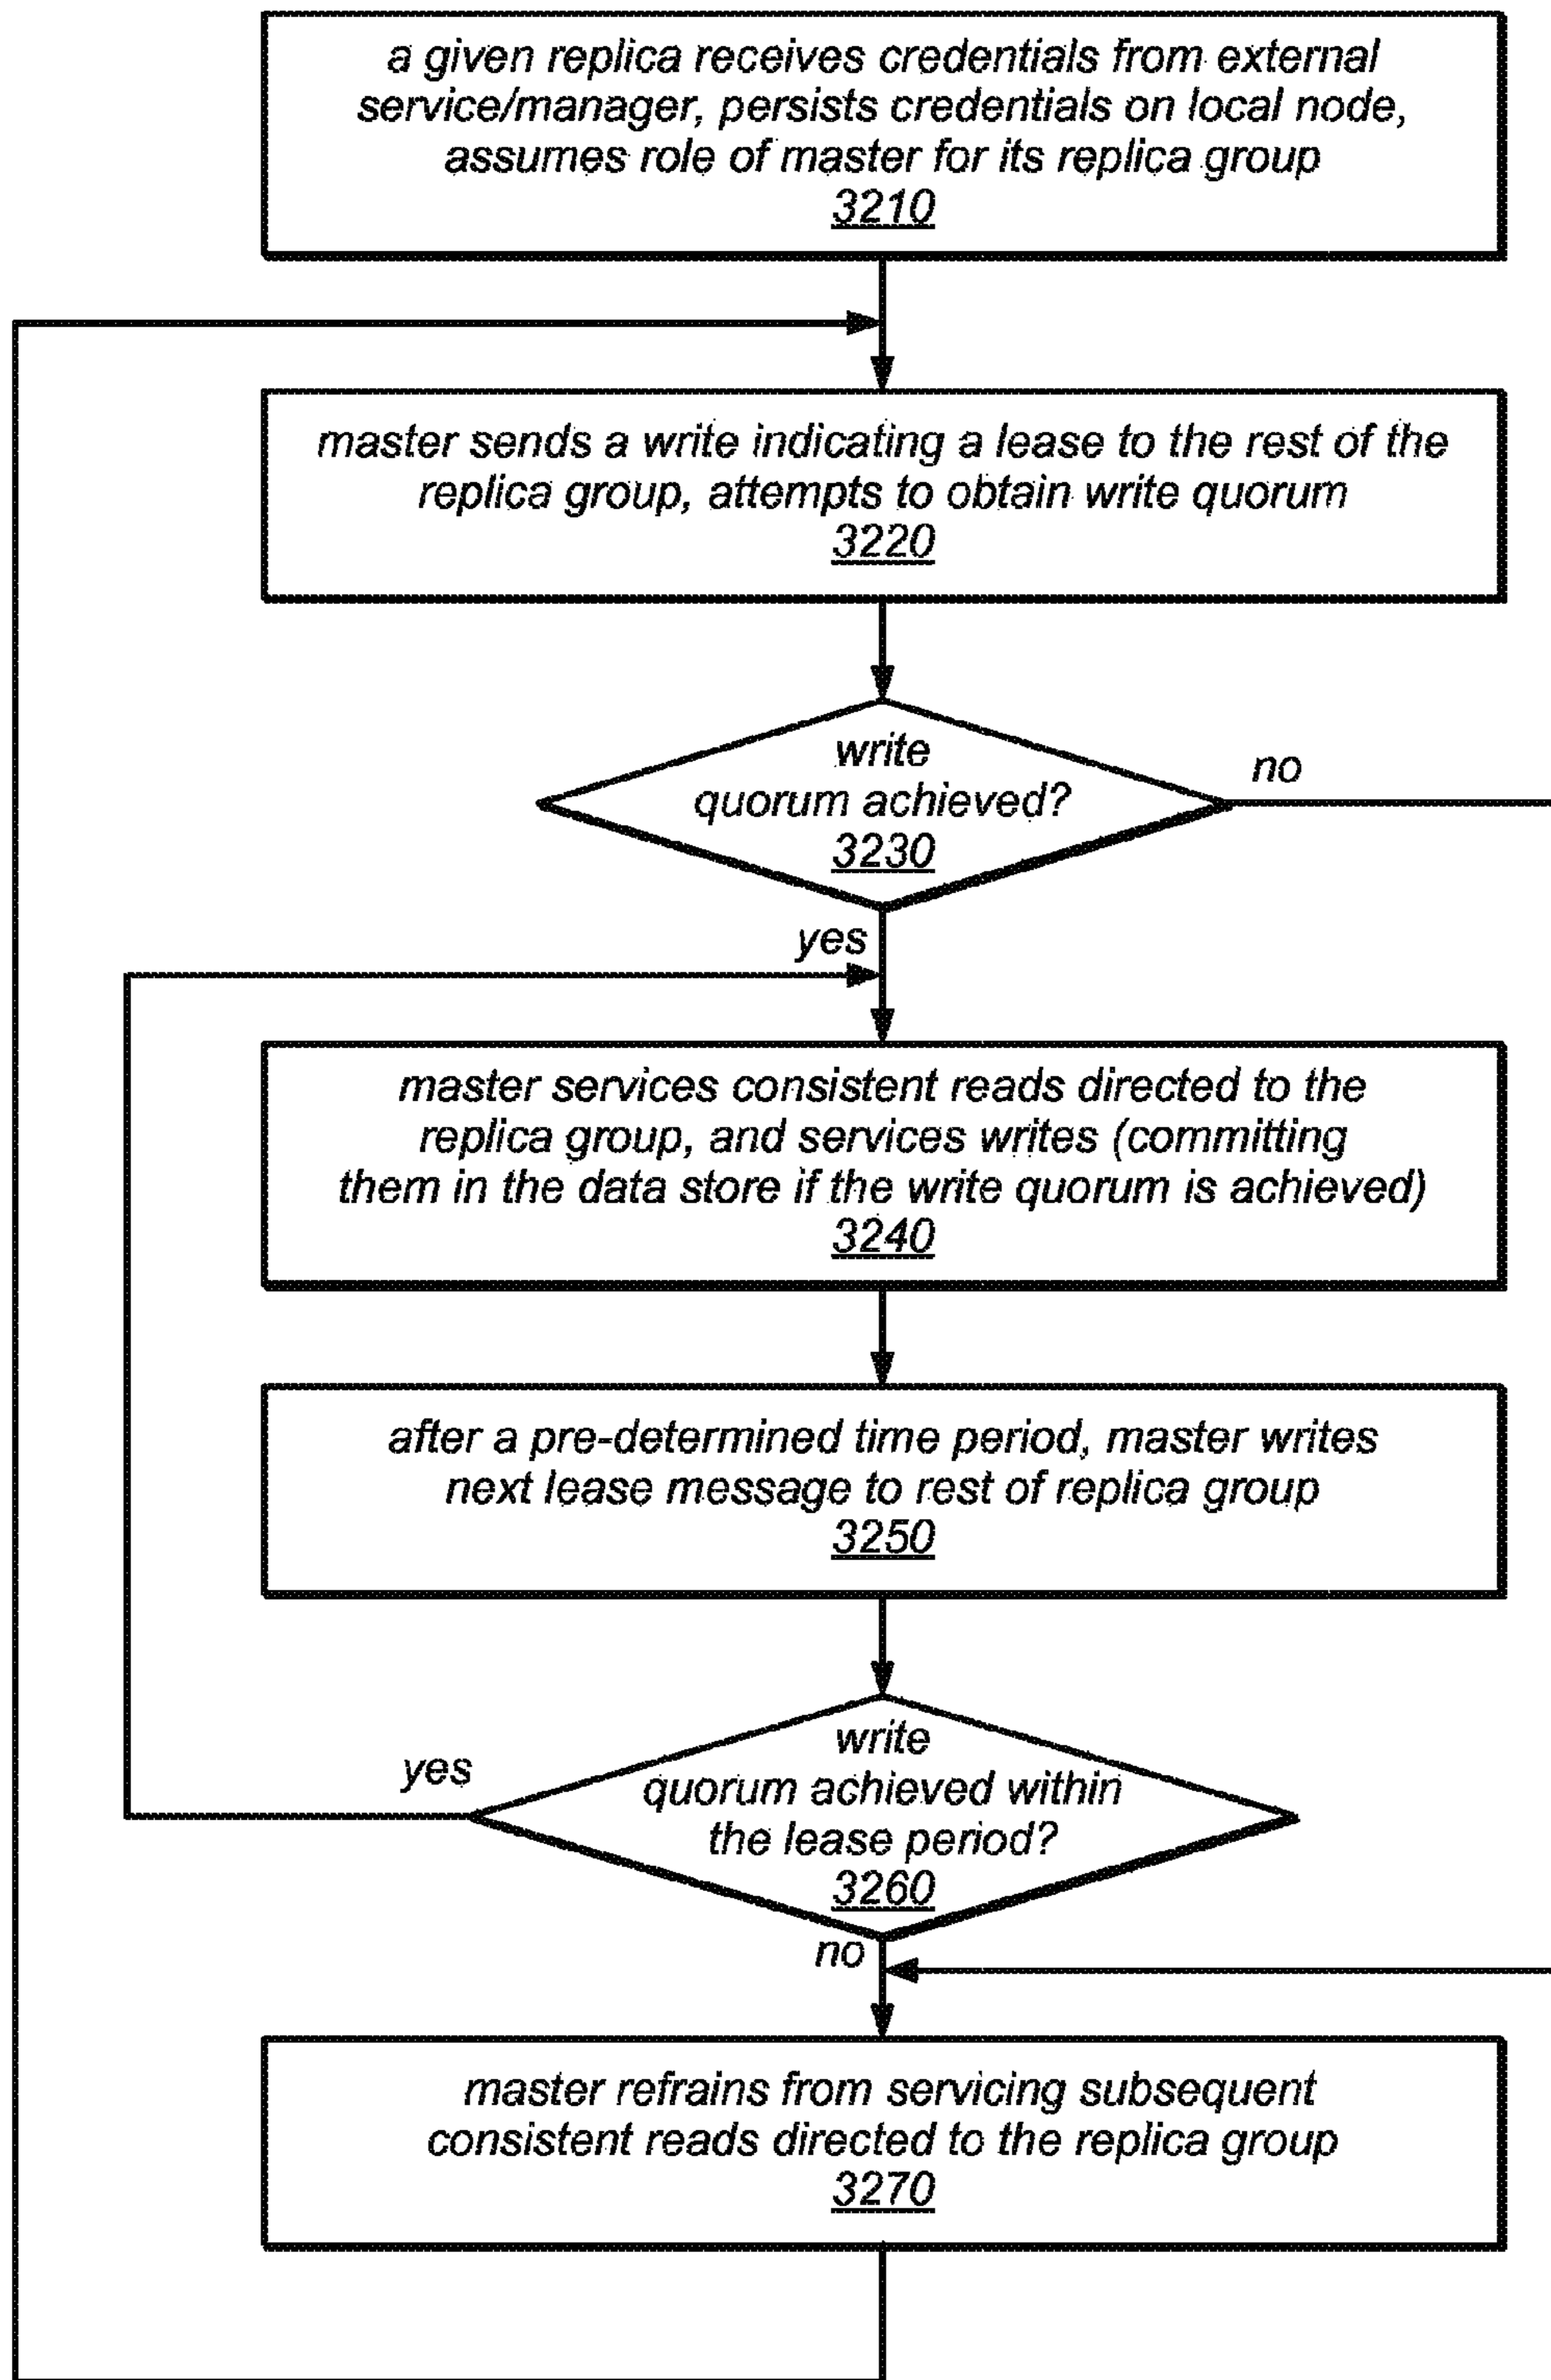 a given replica receives credentials from external
service/manager, persists credentials on local node,
assumes role of master for its replica group
3210
master sends a write indicating a lease to the rest of the
replica group, attempts to obtain write quorum
3220
write
quorum achieved?
3230
no
yes
master services consistent reads directed to the
replica group, and services writes (committing
them in the data store if the write quorum is achieved)
3240
after a pre-determined time period, master writes
next lease message to rest of replica group
3250
write
quorum achieved within
the lease period?
3260
yes
no
master refrains from servicing subsequent
consistent reads directed to the replica group
3270